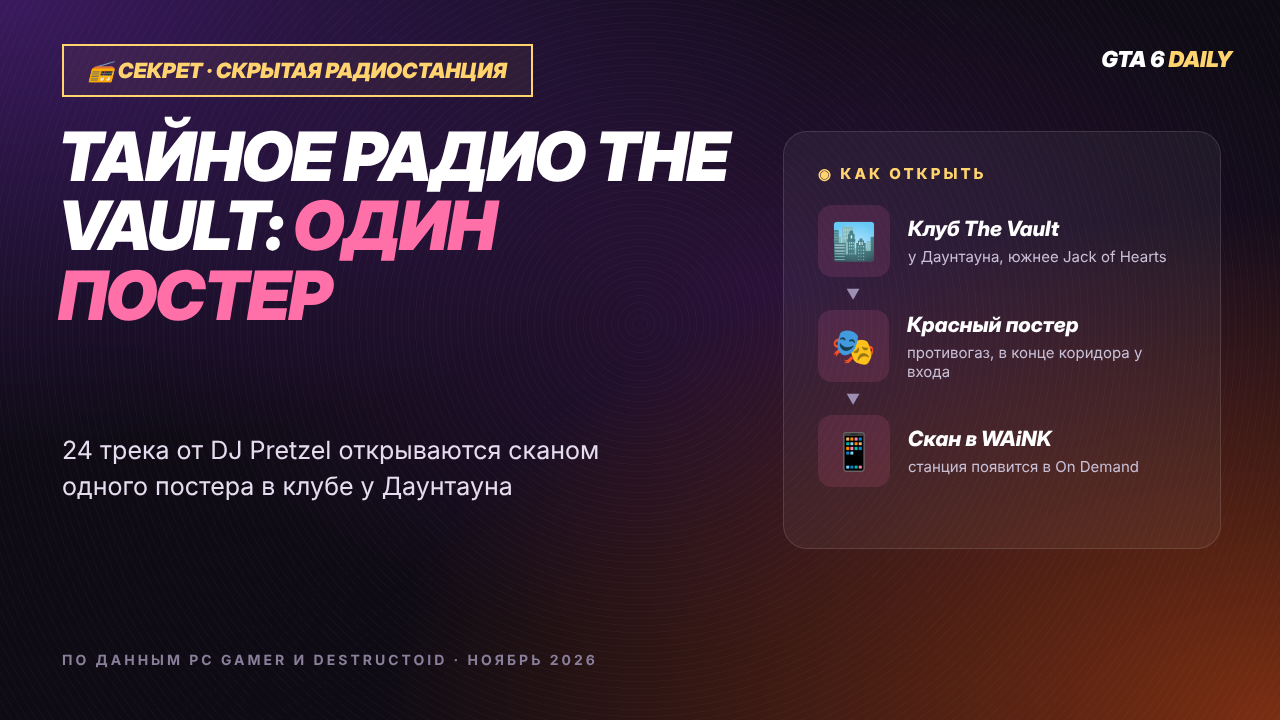 📻 СЕКРЕТ · СКРЫТАЯ РАДИОСТАНЦИЯ
GTA 6 DAILY
ТАЙНОЕ РАДИО THE
VAULT: ОДИН
ПОСТЕР
24 трека от DJ Pretzel открываются сканом
одного постера в клубе у Даунтауна
◉ КАК ОТКРЫТЬ
Клуб The Vault
у Даунтауна, южнее Jack of Hearts
▼
Красный постер
противогаз, в конце коридора у
входа
▼
Скан в WAiNK
станция появится в On Demand
ПО ДАННЫМ PC GAMER И DESTRUCTOID · НОЯБРЬ 2026